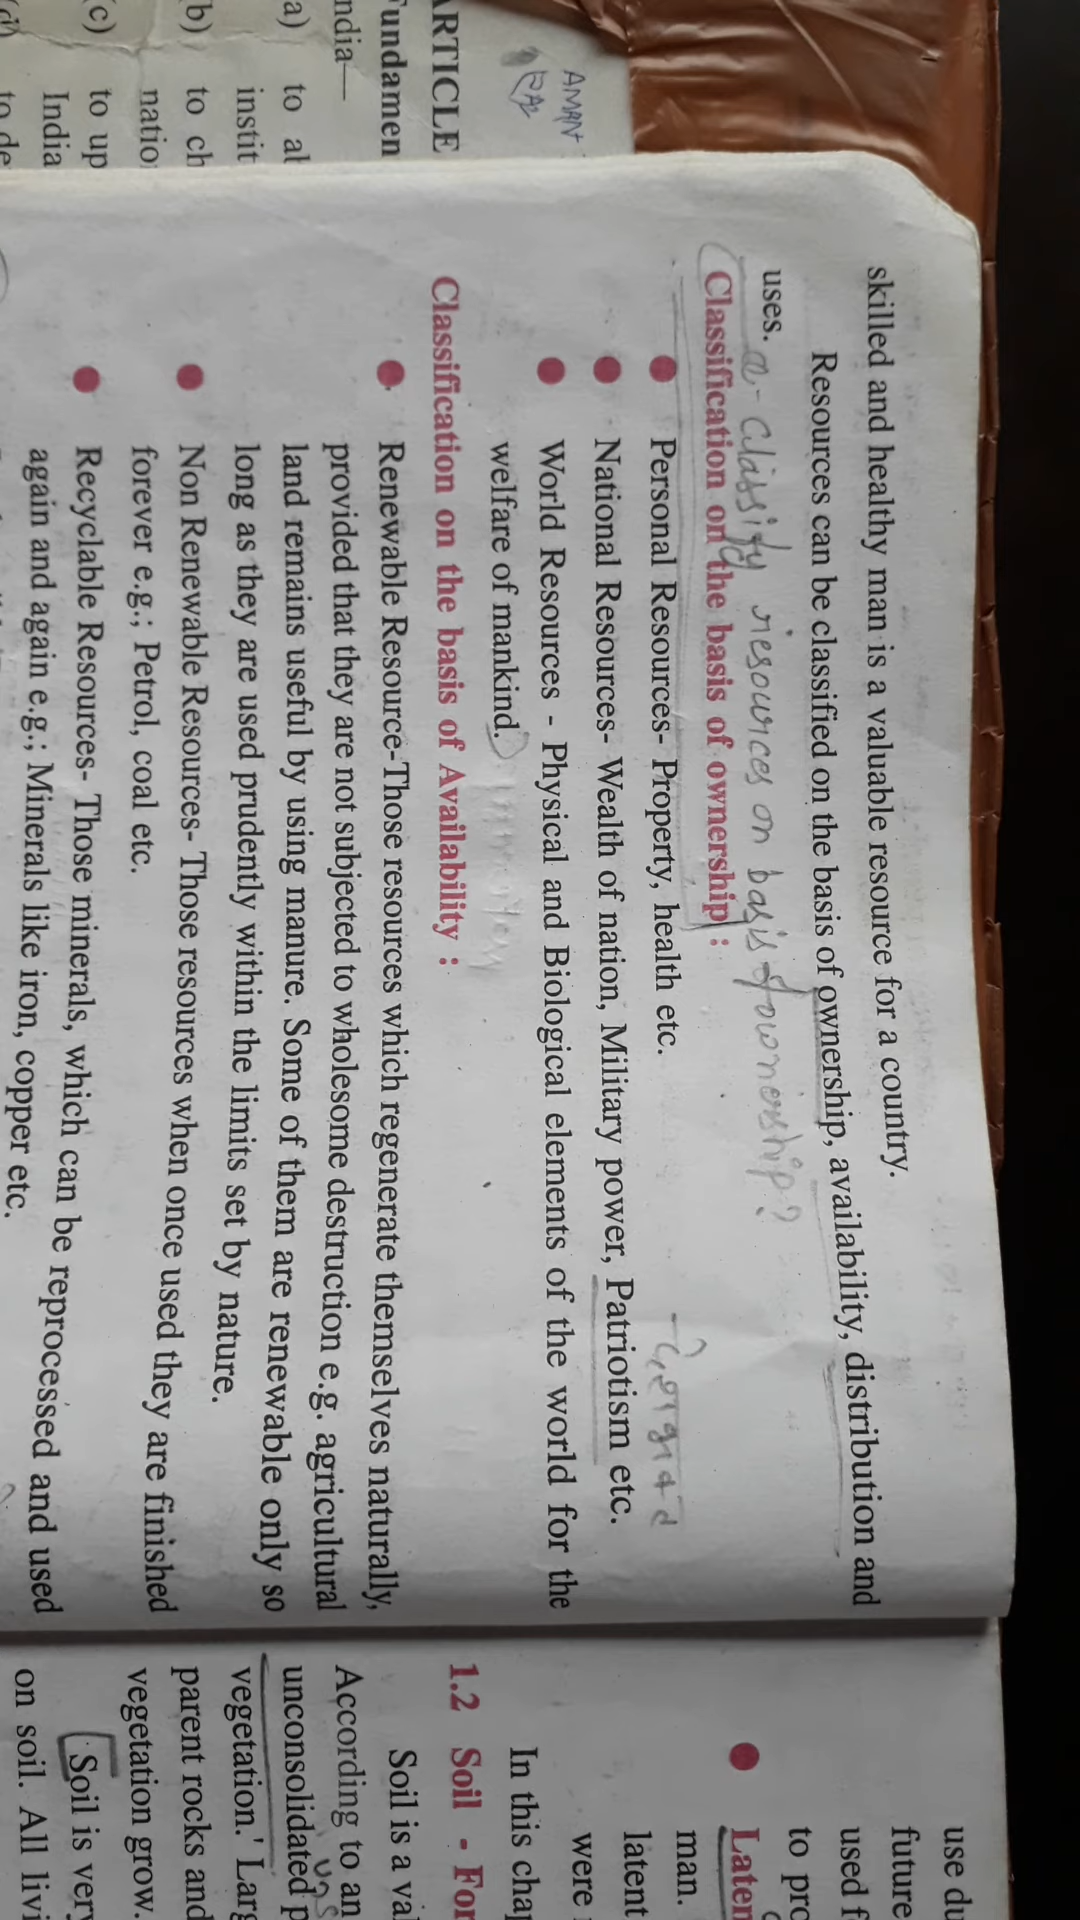 AMAN
ARTICLE
Fundamen
ndia—
a) to al
instit
b) to ch
natio
c) to up
India
to de
skilled and healthy man is a valuable resource for a country.
Resources can be classified on the basis of ownership, availability, distribution and
uses.
Q - classify resources on basis of ownership?
Classification on the basis of ownership :
Personal Resources- Property, health etc.
National Resources- Wealth of nation, Military power, Patriotism etc.
World Resources - Physical and Biological elements of the world for the
welfare of mankind.
Classification on the basis of Availability :
Renewable Resource-Those resources which regenerate themselves naturally,
provided that they are not subjected to wholesome destruction e.g. agricultural
land remains useful by using manure. Some of them are renewable only so
long as they are used prudently within the limits set by nature.
Non Renewable Resources- Those resources when once used they are finished
forever e.g.; Petrol, coal etc.
Recyclable Resources- Those minerals, which can be reprocessed and used
again and again e.g.; Minerals like iron, copper etc.
use du
future
used f
to pro
Laten
man.
latent
were
In this chap
1.2 Soil - For
Soil is a val
According to an
unconsolidated p
vegetation.' Larg
parent rocks and
vegetation grow.
Soil is very
on soil. All livi